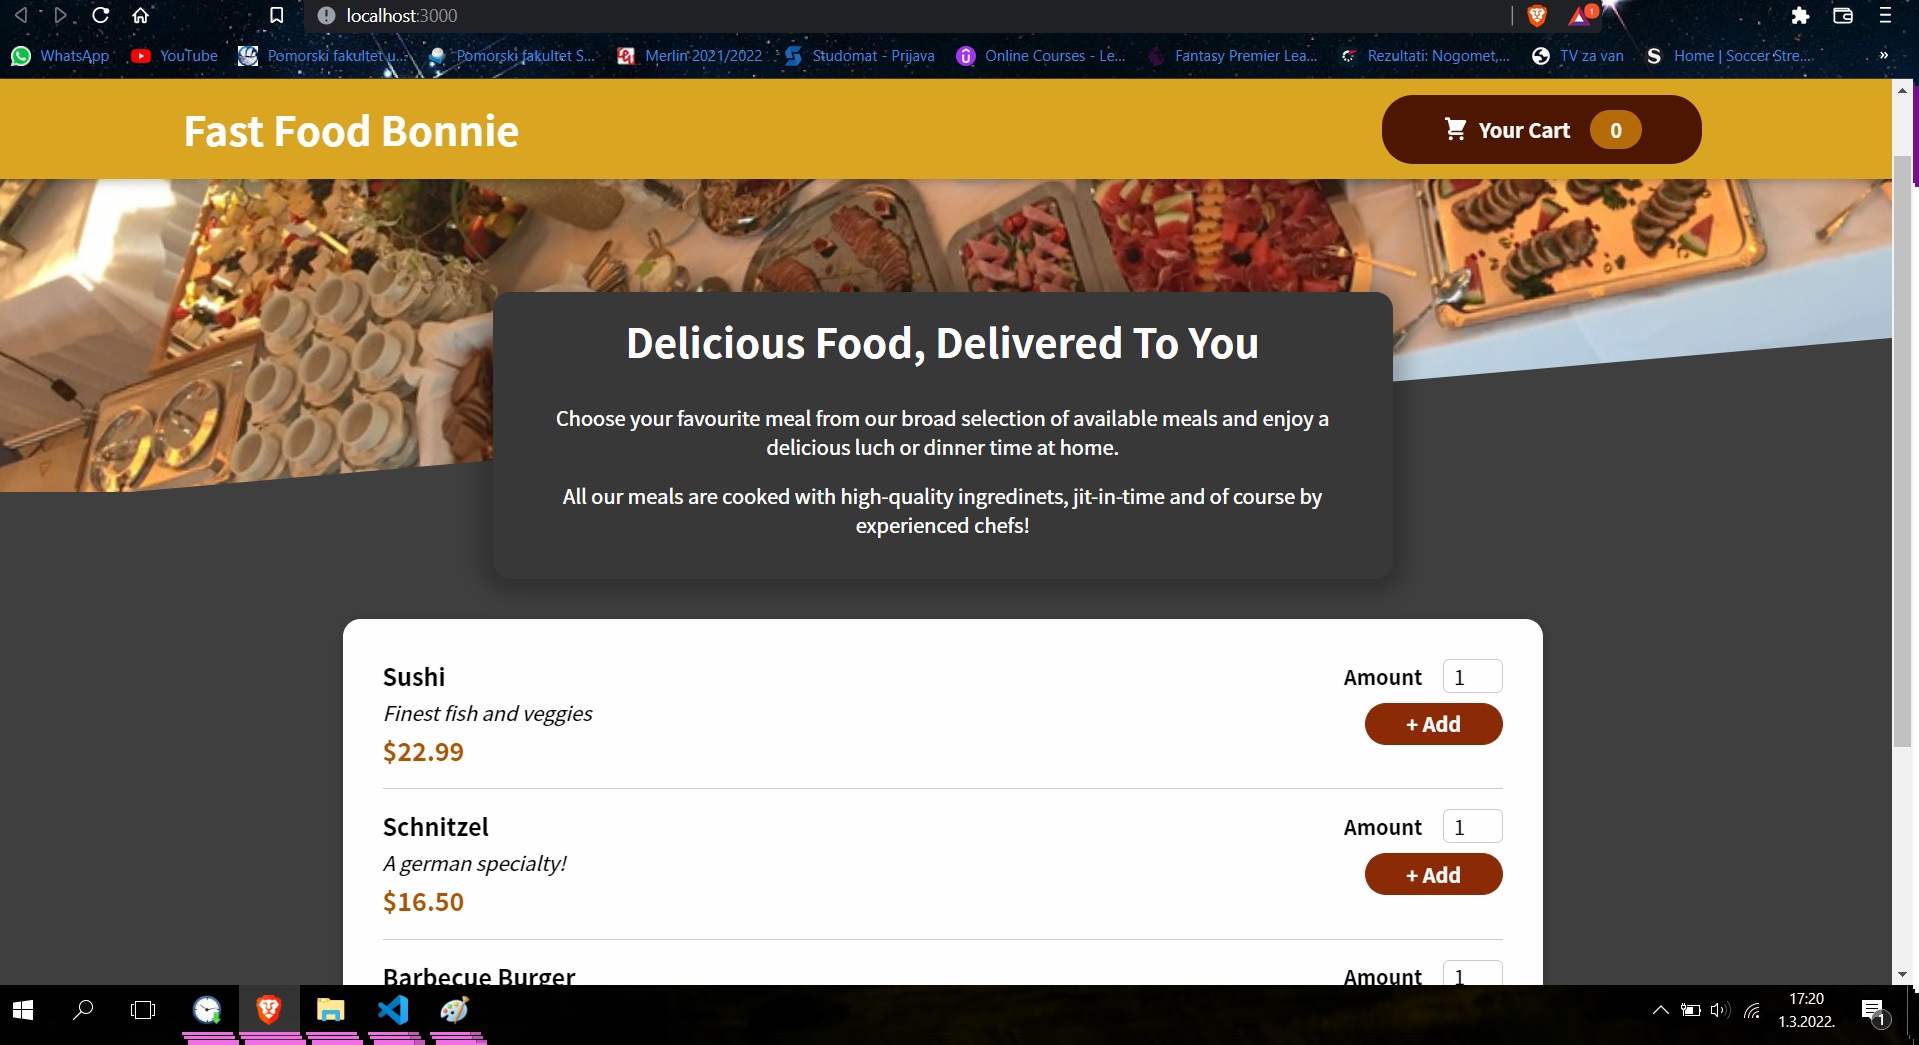 localhost:3000
1
WhatsApp YouTube Pomorski fakultet u... Pomorski fakultet S... Merlin 2021/2022 Studomat - Prijava Online Courses - Le... Fantasy Premier Lea... Rezultati: Nogomet,... TV za van Home | Soccer Stre... »
Fast Food Bonnie
Your Cart 0
Delicious Food, Delivered To You
Choose your favourite meal from our broad selection of available meals and enjoy a
delicious luch or dinner time at home.
All our meals are cooked with high-quality ingredinets, jit-in-time and of course by
experienced chefs!
Sushi
Finest fish and veggies
$22.99
Amount 1
+ Add
Schnitzel
A german specialty!
$16.50
Amount 1
+ Add
Barbecue Burger
Amount 1
17:20
1.3.2022.
1